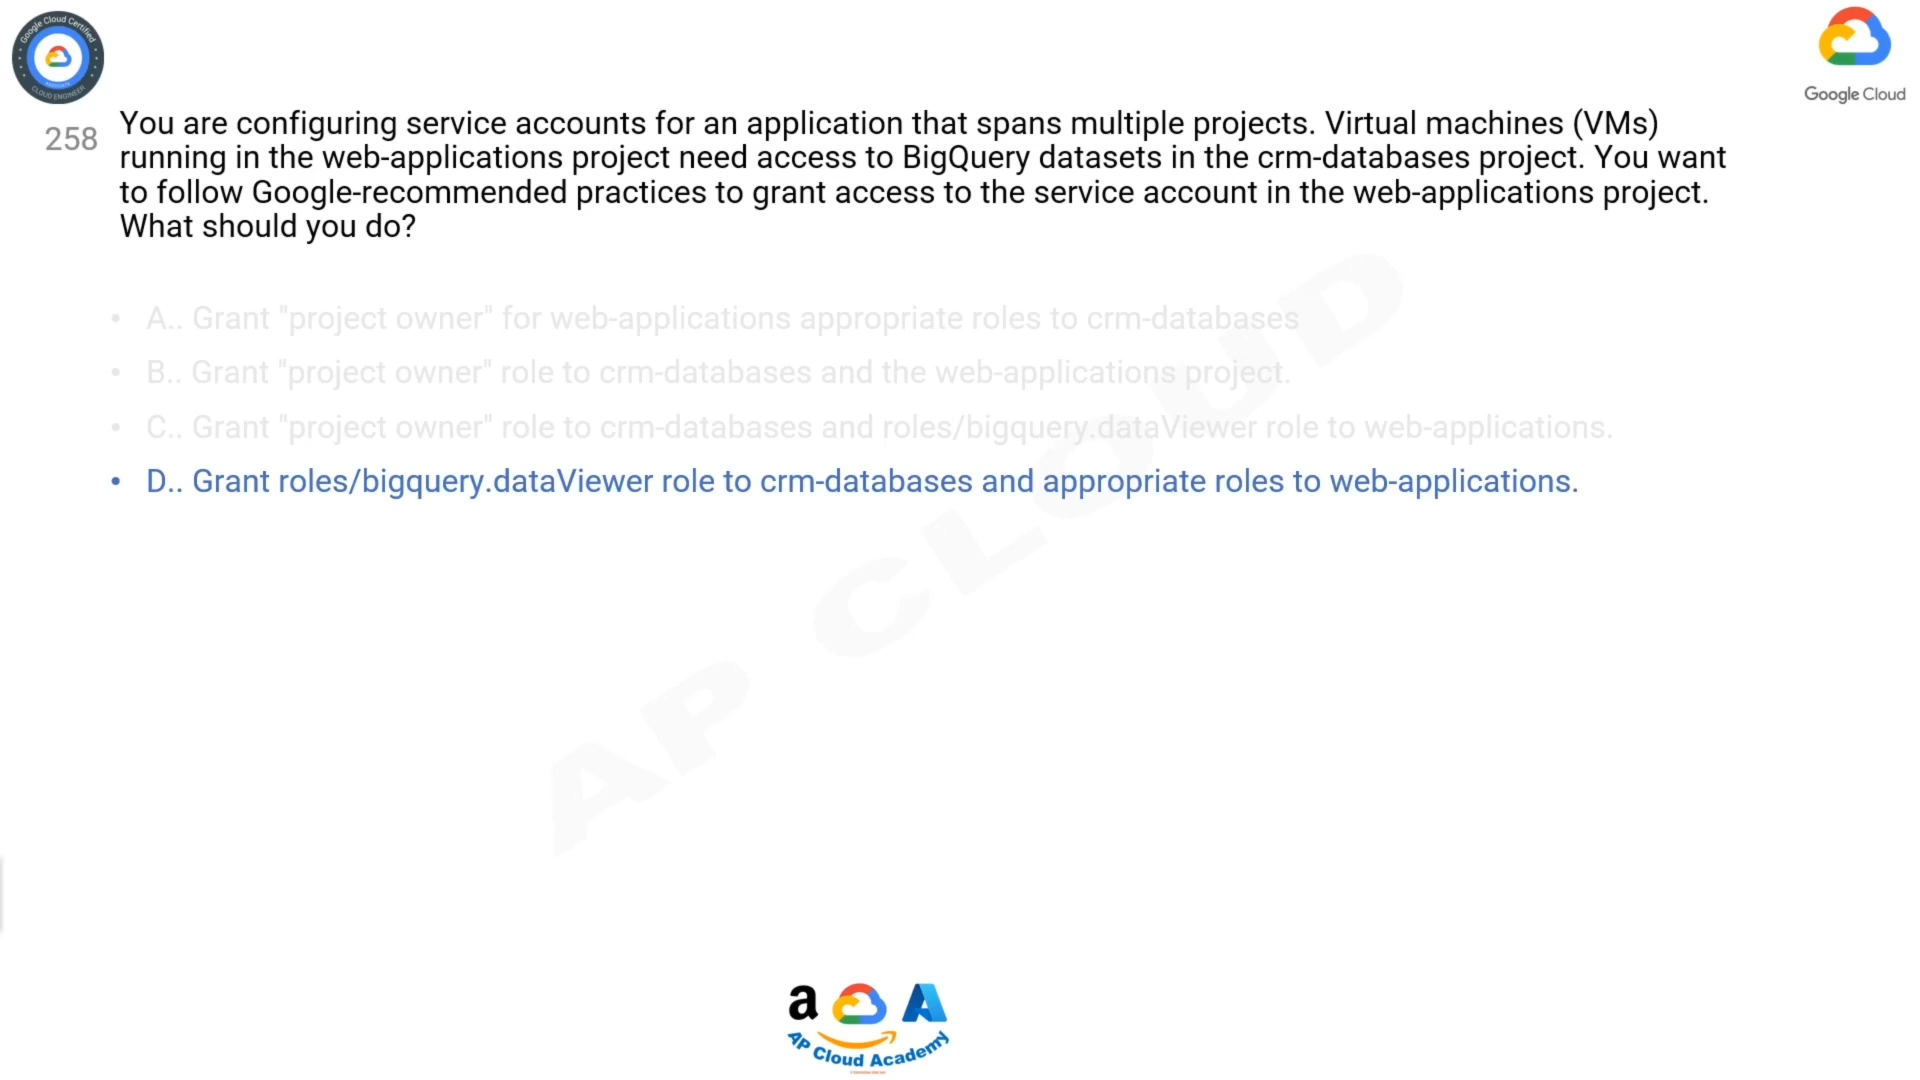 Google Cloud Certified
ASSOCIATE
CLOUD ENGINEER
Google Cloud
258
You are configuring service accounts for an application that spans multiple projects. Virtual machines (VMs)
running in the web-applications project need access to BigQuery datasets in the crm-databases project. You want
to follow Google-recommended practices to grant access to the service account in the web-applications project.
What should you do?
• A.. Grant "project owner" for web-applications appropriate roles to crm-databases
• B.. Grant "project owner" role to crm-databases and the web-applications project.
• C.. Grant "project owner" role to crm-databases and roles/bigquery.dataViewer role to web-applications.
• D.. Grant roles/bigquery.dataViewer role to crm-databases and appropriate roles to web-applications.
AP CLOUD
a
AP Cloud Academy